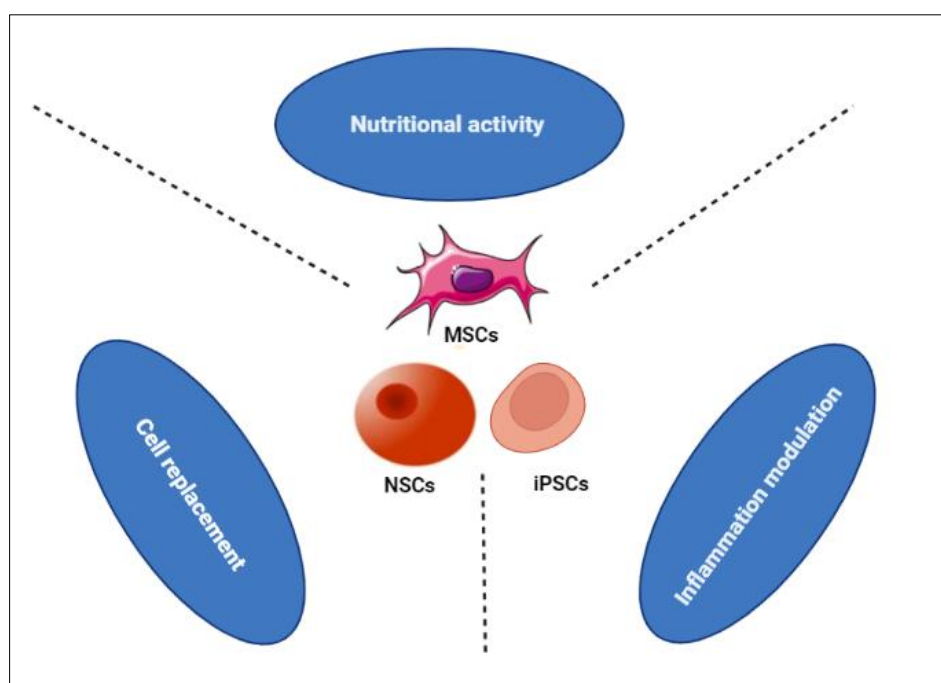 Nutritional activity
MSCs
NSCs
iPSCs
Cell replacement
Inflammation modulation